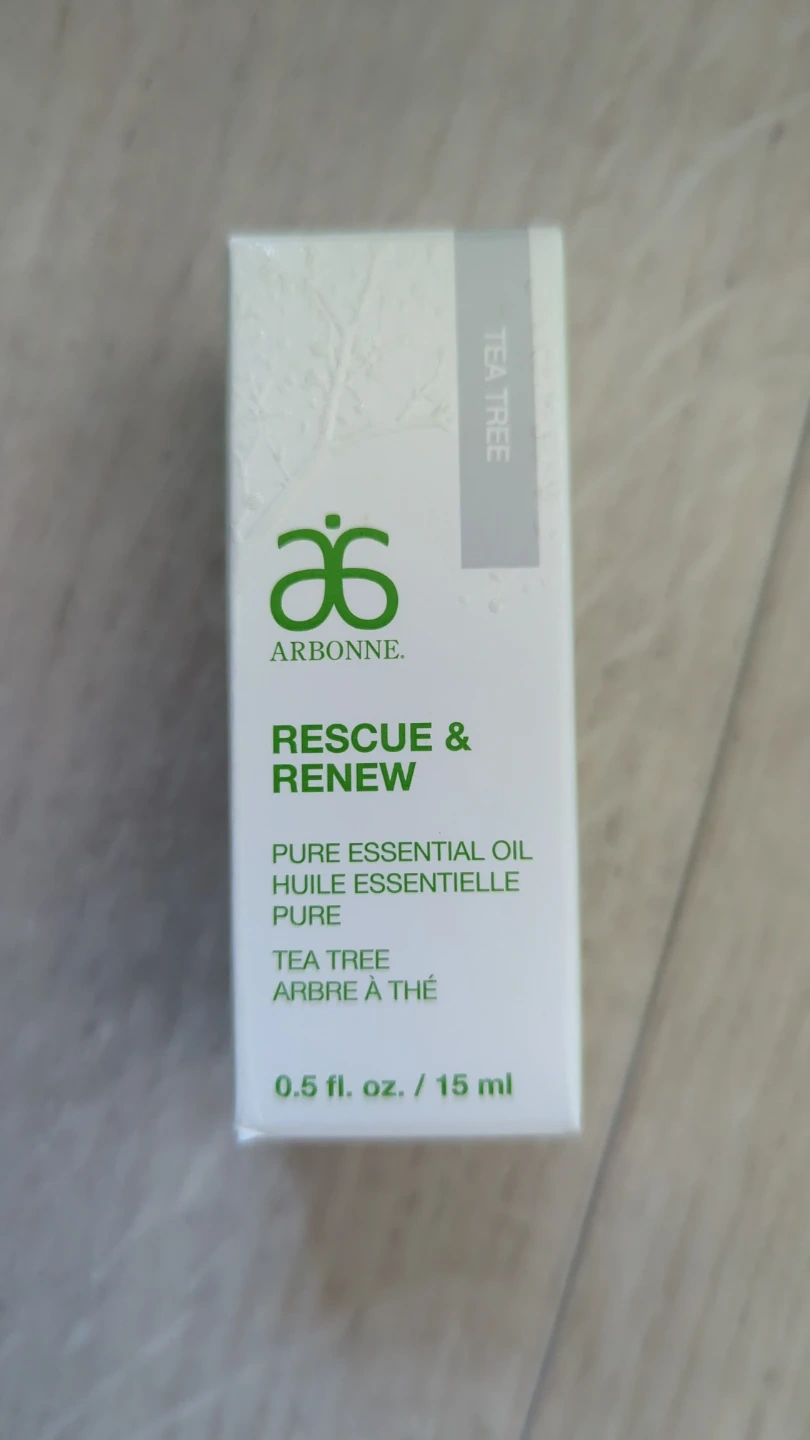 TEA TREE
ARBONNE.
RESCUE &
RENEW
PURE ESSENTIAL OIL
HUILE ESSENTIELLE
PURE
TEA TREE
ARBRE À THÉ
0.5 fl. oz. / 15 ml